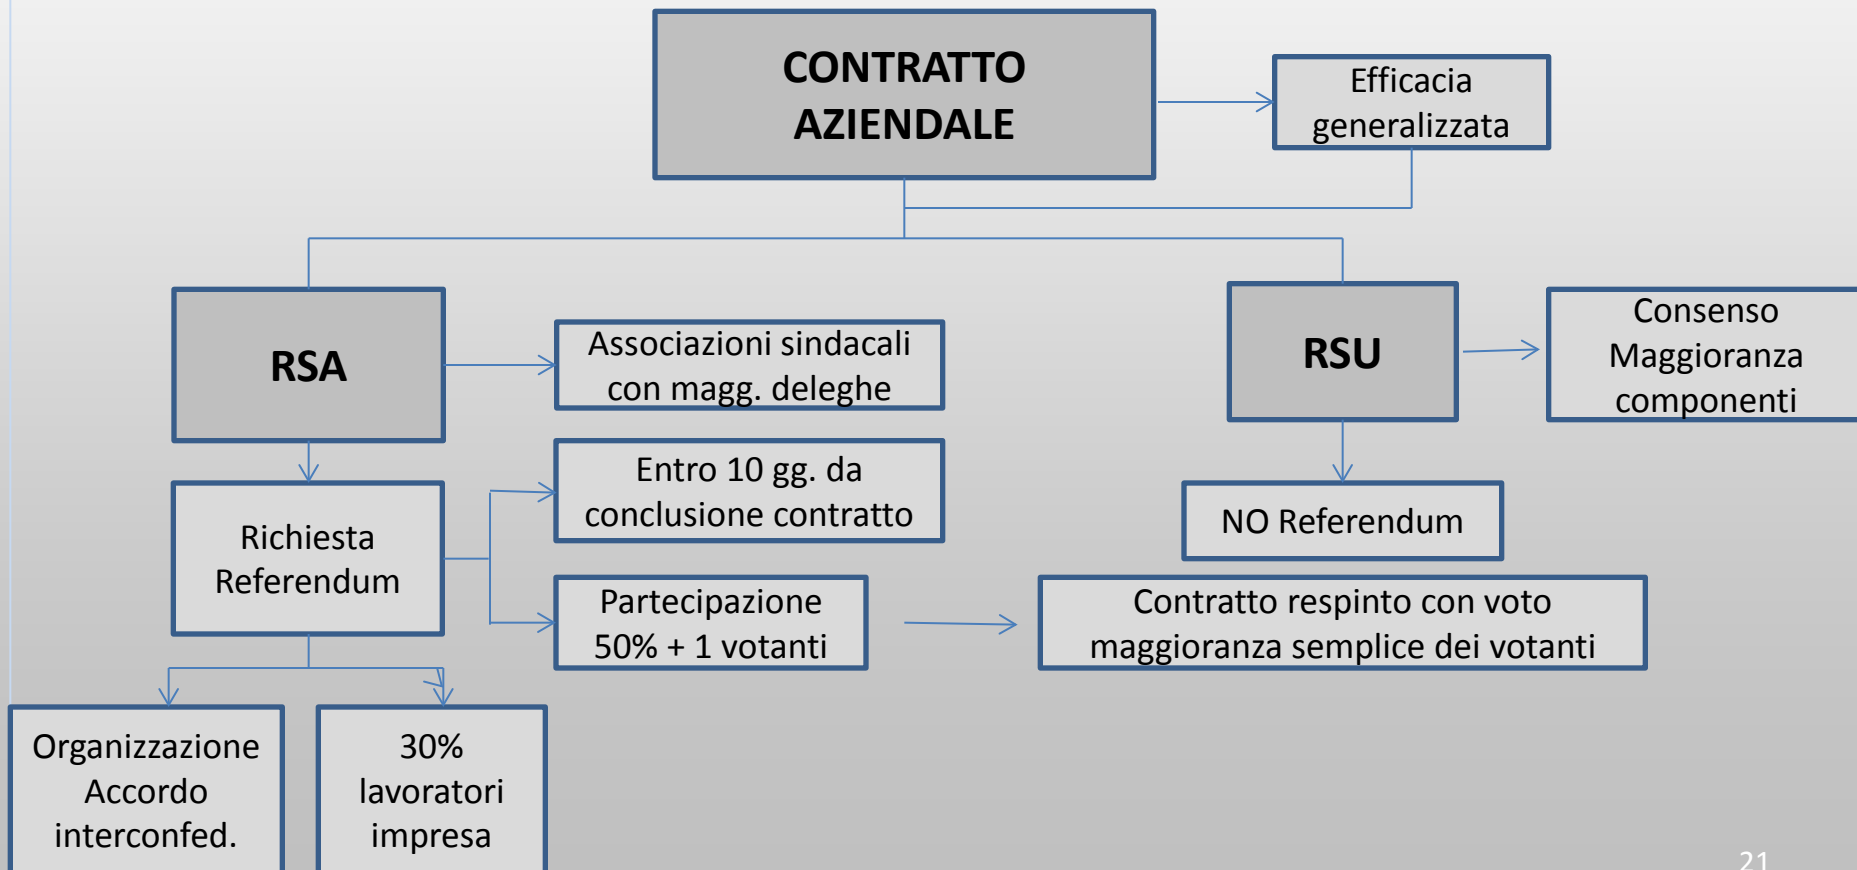 CONTRATTO
AZIENDALE
Efficacia
generalizzata
RSA
Associazioni sindacali
con magg. deleghe
RSU
Consenso
Maggioranza
componenti
Richiesta
Referendum
Entro 10 gg. da
conclusione contratto
NO Referendum
Partecipazione
50% + 1 votanti
Contratto respinto con voto
maggioranza semplice dei votanti
Organizzazione
Accordo
interconfed.
30%
lavoratori
impresa
21